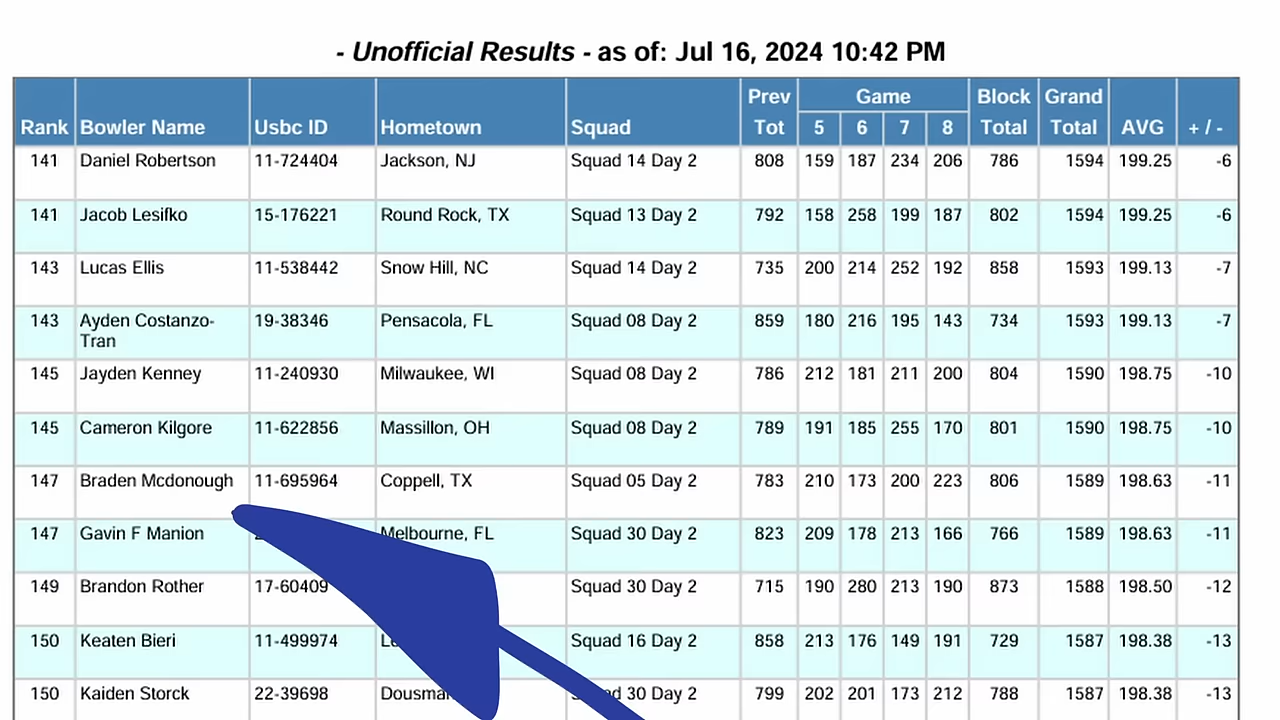 - Unofficial Results - as of: Jul 16, 2024 10:42 PM
Prev Game Block Grand
Rank Bowler Name Usbc ID Hometown Squad Tot 5 6 7 8 Total Total AVG + / -
141 Daniel Robertson 11-724404 Jackson, NJ Squad 14 Day 2 808 159 187 234 206 786 1594 199.25 -6
141 Jacob Lesifko 15-176221 Round Rock, TX Squad 13 Day 2 792 158 258 199 187 802 1594 199.25 -6
143 Lucas Ellis 11-538442 Snow Hill, NC Squad 14 Day 2 735 200 214 252 192 858 1593 199.13 -7
143 Ayden Costanzo- 19-38346 Pensacola, FL Squad 08 Day 2 859 180 216 195 143 734 1593 199.13 -7
Tran
145 Jayden Kenney 11-240930 Milwaukee, WI Squad 08 Day 2 786 212 181 211 200 804 1590 198.75 -10
145 Cameron Kilgore 11-622856 Massillon, OH Squad 08 Day 2 789 191 185 255 170 801 1590 198.75 -10
147 Braden Mcdonough 11-695964 Coppell, TX Squad 05 Day 2 783 210 173 200 223 806 1589 198.63 -11
147 Gavin F Manion Melbourne, FL Squad 30 Day 2 823 209 178 213 166 766 1589 198.63 -11
149 Brandon Rother 17-60409 Squad 30 Day 2 715 190 280 213 190 873 1588 198.50 -12
150 Keaten Bieri 11-499974 Squad 16 Day 2 858 213 176 149 191 729 1587 198.38 -13
150 Kaiden Storck 22-39698 Squad 30 Day 2 799 202 201 173 212 788 1587 198.38 -13